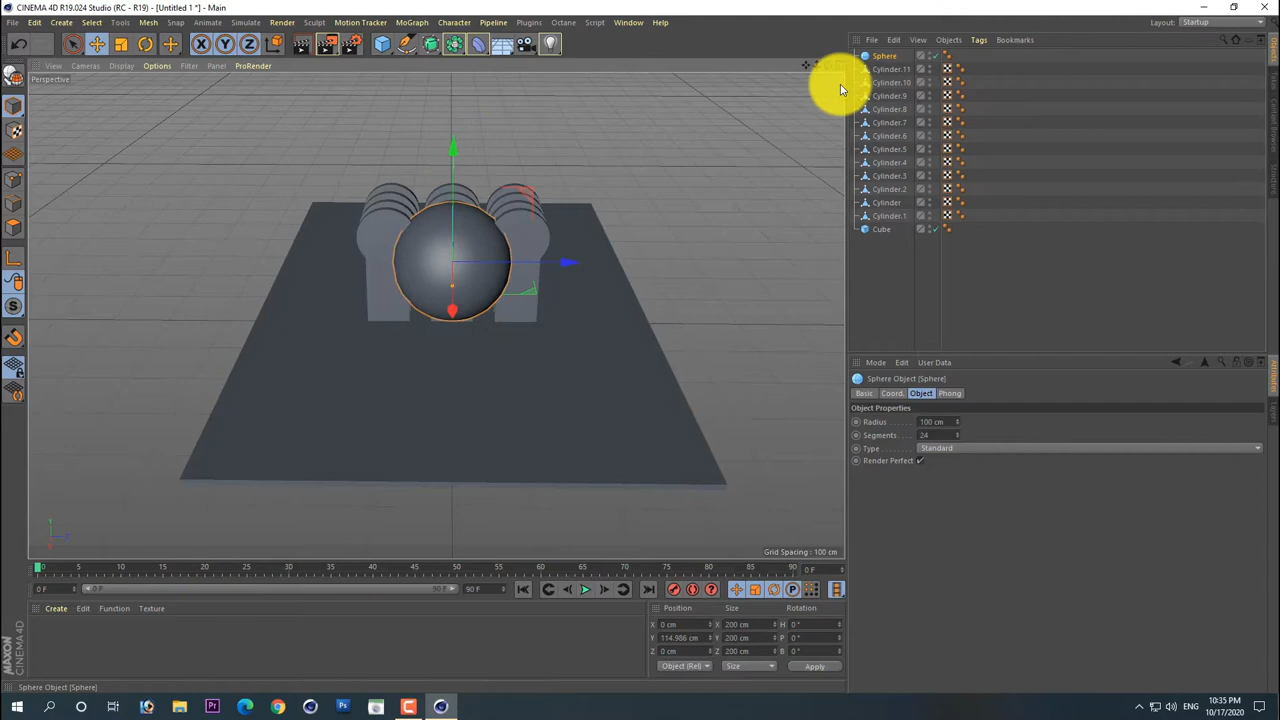 CINEMA 4D R19.024 Studio (RC - R19) - [Untitled 1 *] - Main
File Edit Create Select Tools Mesh Snap Animate Simulate Render Sculpt Motion Tracker MoGraph Character Pipeline Plugins Octane Script Window Help
Layout: Startup
X Y Z
File Edit View Objects Tags Bookmarks
View Cameras Display Options Filter Panel ProRender
Perspective
Sphere
Cylinder.11
Cylinder.10
Cylinder.9
Cylinder.8
Cylinder.7
Cylinder.6
Cylinder.5
Cylinder.4
Cylinder.3
Cylinder.2
Cylinder
Cylinder.1
Cube
Objects
Takes
Content Browser
Structure
Mode Edit User Data
Sphere Object [Sphere]
Basic Coord. Object Phong
Object Properties
Radius 100 cm
Segments 24
Type Standard
Render Perfect
Attributes
Layers
Grid Spacing : 100 cm
0 5 10 15 20 25 30 35 40 45 50 55 60 65 70 75 80 85 90 0 F
0 F 0 F 90 F 90 F
Create Edit Function Texture
Position Size Rotation
X 0 cm X 200 cm H 0 °
Y 114.986 cm Y 200 cm P 0 °
Z 0 cm Z 200 cm B 0 °
Object (Rel) Size Apply
MAXON
CINEMA 4D
Sphere Object [Sphere]
ENG
10:35 PM
10/17/2020